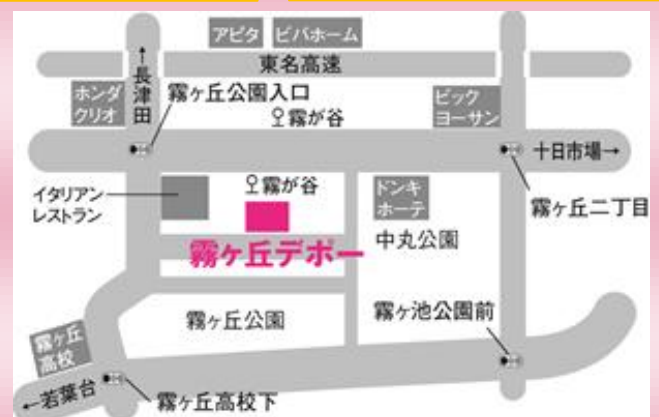 アピタ
ビバホーム
東名高速
←長津田
ホンダ
クリオ
霧ヶ丘公園入口
霧が谷
ビック
ヨーサン
十日市場→
イタリアン
レストラン
霧が谷
ドンキ
ホーテ
霧ヶ丘二丁目
霧ヶ丘デポー
中丸公園
霧ヶ丘公園
霧ヶ池公園前
霧ヶ丘
高校
←若葉台
霧ヶ丘高校下